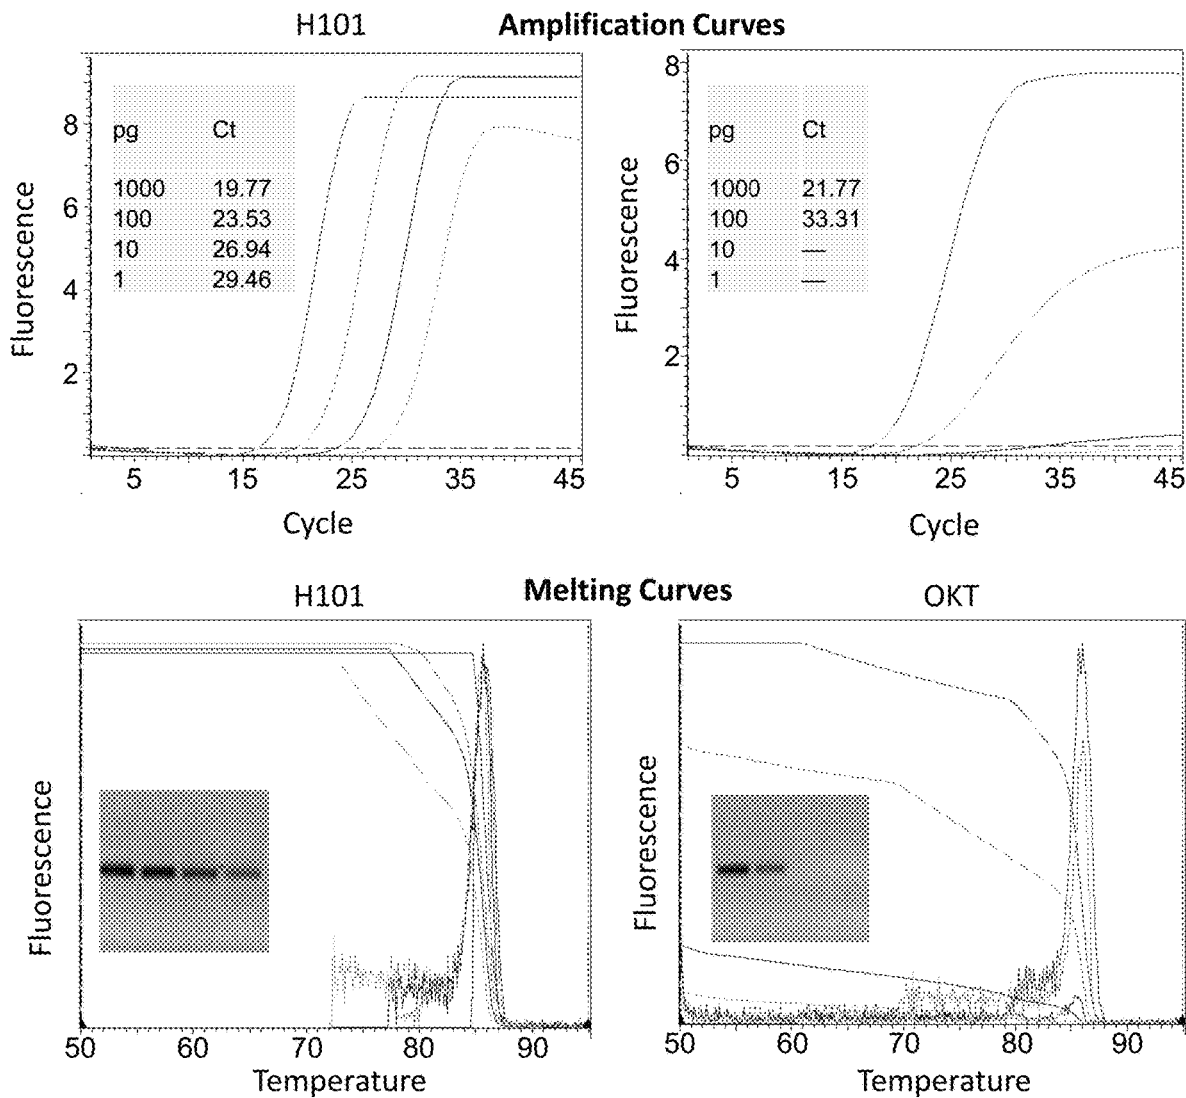 H101 Amplification Curves
Fluorescence
8
6
4
2
pg Ct
1000 19.77
100 23.53
10 26.94
1 29.46
5 15 25 35 45
Cycle
Fluorescence
8
6
4
2
pg Ct
1000 21.77
100 33.31
10 —
1 —
5 15 25 35 45
Cycle
H101 Melting Curves OKT
Fluorescence
50 60 70 80 90
Temperature
Fluorescence
50 60 70 80 90
Temperature